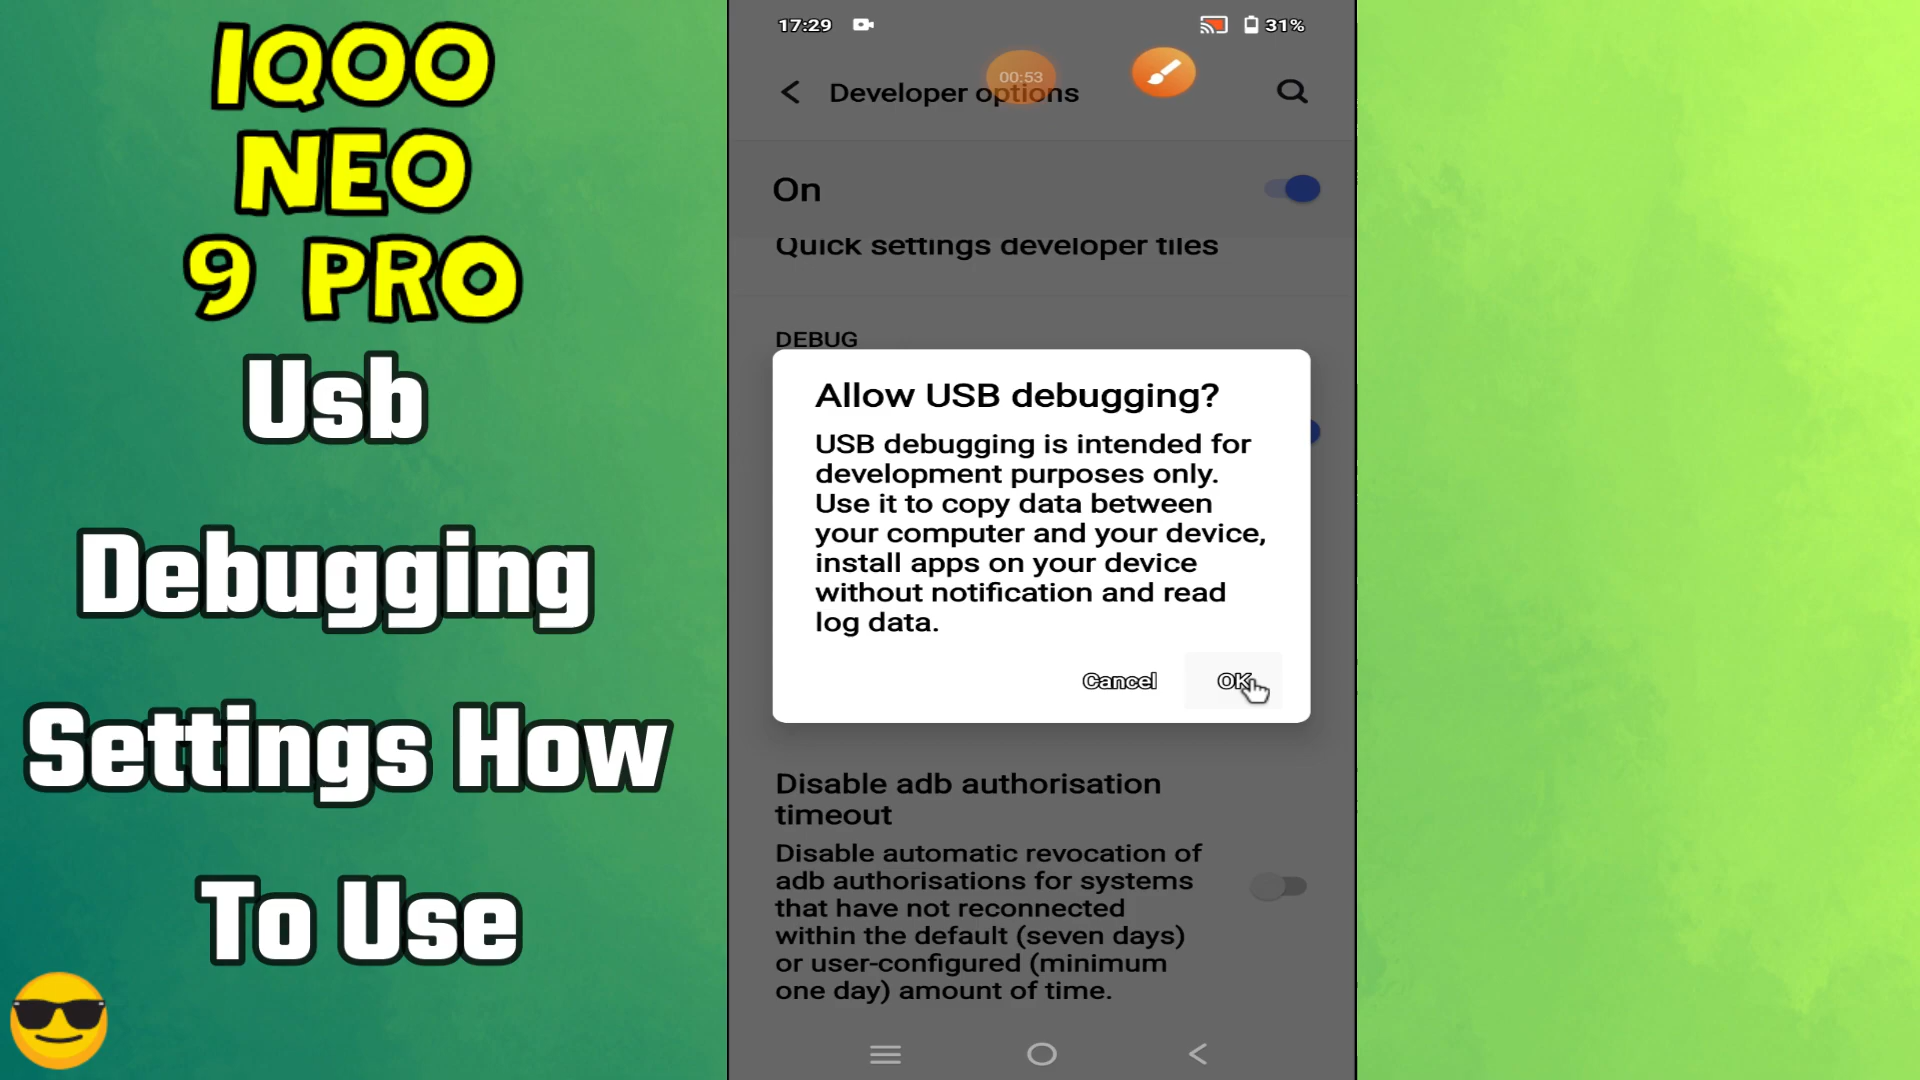 IQOO
NEO
9 PRO
Usb
Debugging
Settings How
To Use
17:29
31%
00:53
Developer options
On
Quick settings developer tiles
DEBUG
Allow USB debugging?
USB debugging is intended for
development purposes only.
Use it to copy data between
your computer and your device,
install apps on your device
without notification and read
log data.
Cancel
OK
Disable adb authorisation
timeout
Disable automatic revocation of
adb authorisations for systems
that have not reconnected
within the default (seven days)
or user-configured (minimum
one day) amount of time.